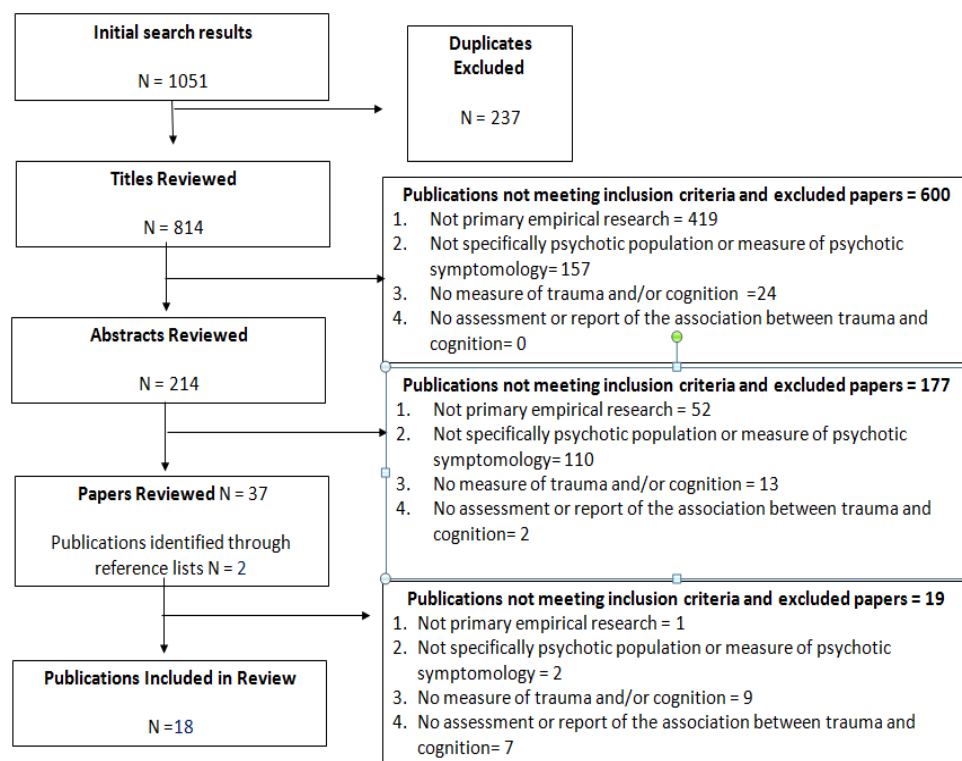 Initial search results
N = 1051
Duplicates
Excluded
N = 237
Titles Reviewed
N = 814
Publications not meeting inclusion criteria and excluded papers = 600
1. Not primary empirical research = 419
2. Not specifically psychotic population or measure of psychotic
symptomology= 157
3. No measure of trauma and/or cognition =24
4. No assessment or report of the association between trauma and
cognition= 0
Abstracts Reviewed
N = 214
Publications not meeting inclusion criteria and excluded papers = 177
1. Not primary empirical research = 52
2. Not specifically psychotic population or measure of psychotic
symptomology= 110
3. No measure of trauma and/or cognition = 13
4. No assessment or report of the association between trauma and
cognition= 2
Papers Reviewed N = 37
Publications identified through
reference lists N = 2
Publications not meeting inclusion criteria and excluded papers = 19
1. Not primary empirical research = 1
2. Not specifically psychotic population or measure of psychotic
symptomology = 2
3. No measure of trauma and/or cognition = 9
4. No assessment or report of the association between trauma and
cognition= 7
Publications Included in Review
N =18